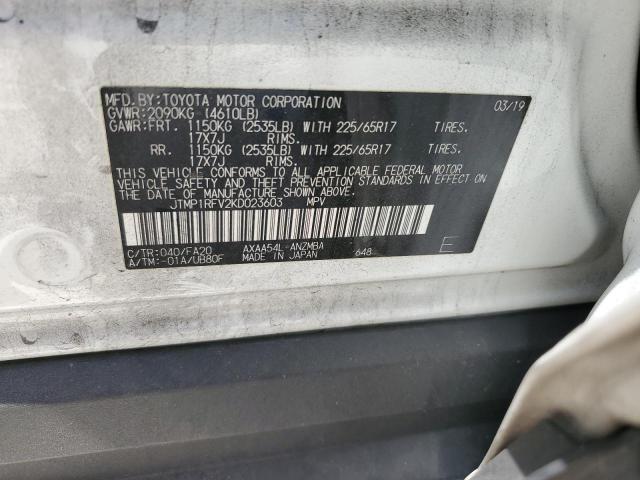 MFD.BY:TOYOTA MOTOR CORPORATION 03/19
GVWR:2090KG (4610LB)
GAWR:FRT. 1150KG (2535LB) WITH 225/65R17 TIRES.
17X7J RIMS.
RR. 1150KG (2535LB) WITH 225/65R17 TIRES.
17X7J RIMS.
THIS VEHICLE CONFORMS TO ALL APPLICABLE FEDERAL MOTOR
VEHICLE SAFETY AND THEFT PREVENTION STANDARDS IN EFFECT ON
THE DATE OF MANUFACTURE SHOWN ABOVE.
JTMP1RFV2KD023603 MPV
C/TR:040/FA20 AXAA54L-ANZMBA
A/TM:-01A/UB80F MADE IN JAPAN 648
E